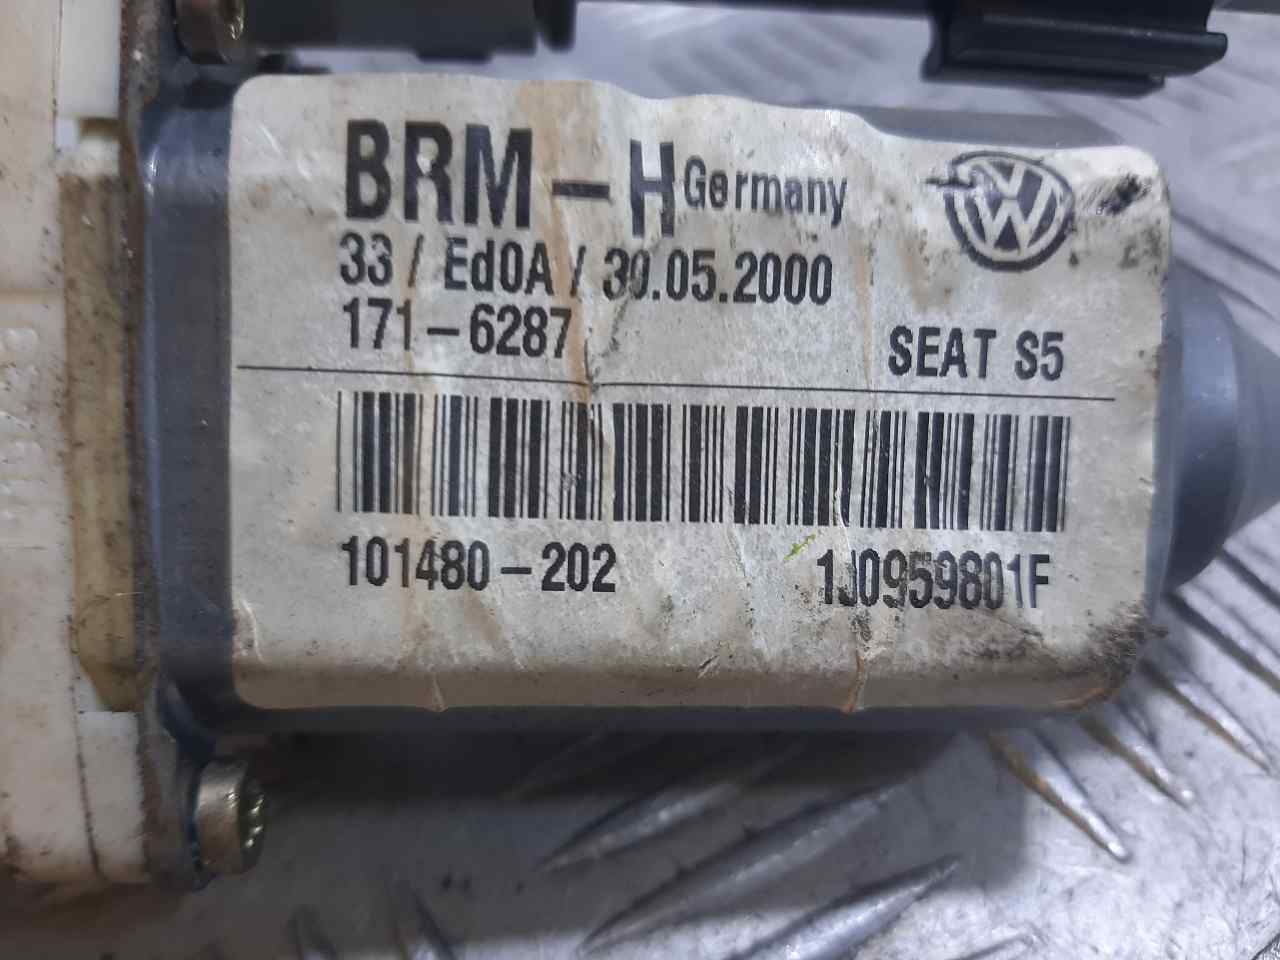 BRM-H Germany
33/Ed0A/30.05.2000
171-6287
SEAT S5
101480-202 1J0959801F